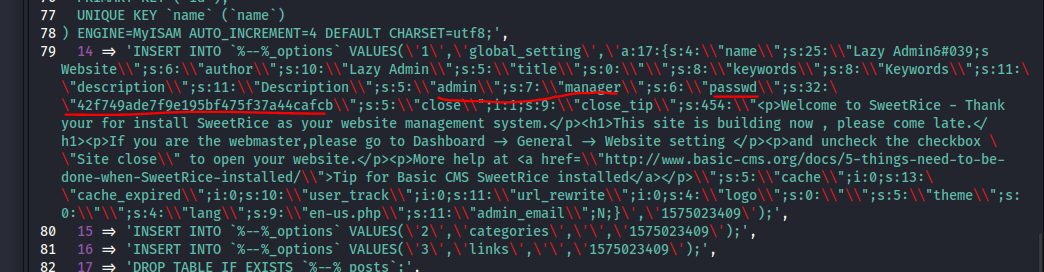 76 PRIMARY KEY (`id`),
77 UNIQUE KEY `name` (`name`)
78 ) ENGINE=MyISAM AUTO_INCREMENT=4 DEFAULT CHARSET=utf8;',
79 14 => 'INSERT INTO `%--%_options` VALUES(\'1\',\'global_setting\',\'a:17:{s:4:\\"name\\";s:25:\\"Lazy Admin&#039;s
Website\\";s:6:\\"author\\";s:10:\\"Lazy Admin\\";s:5:\\"title\\";s:0:\\"\\";s:8:\\"keywords\\";s:8:\\"Keywords\\";s:11:\
\"description\\";s:11:\\"Description\\";s:5:\\"admin\\";s:7:\\"manager\\";s:6:\\"passwd\\";s:32:\
\"42f749ade7f9e195bf475f37a44cafcb\\";s:5:\\"close\\";i:1;s:9:\\"close_tip\\";s:454:\\"<p>Welcome to SweetRice - Thank
your for install SweetRice as your website management system.</p><h1>This site is building now , please come late.</
h1><p>If you are the webmaster,please go to Dashboard -> General -> Website setting </p><p>and uncheck the checkbox \
\"Site close\\" to open your website.</p><p>More help at <a href=\\"http://www.basic-cms.org/docs/5-things-need-to-be-
done-when-SweetRice-installed/\\">Tip for Basic CMS SweetRice installed</a></p>\\";s:5:\\"cache\\";i:0;s:13:\
\"cache_expired\\";i:0;s:10:\\"user_track\\";i:0;s:11:\\"url_rewrite\\";i:0;s:4:\\"logo\\";s:0:\\"\\";s:5:\\"theme\\";s:
0:\\"\\";s:4:\\"lang\\";s:9:\\"en-us.php\\";s:11:\\"admin_email\\";N;}\',\'1575023409\');',
80 15 => 'INSERT INTO `%--%_options` VALUES(\'2\',\'categories\',\'\',\'1575023409\');',
81 16 => 'INSERT INTO `%--%_options` VALUES(\'3\',\'links\',\'\',\'1575023409\');',
82 17 => 'DROP TABLE IF EXISTS `%--%_posts`;',